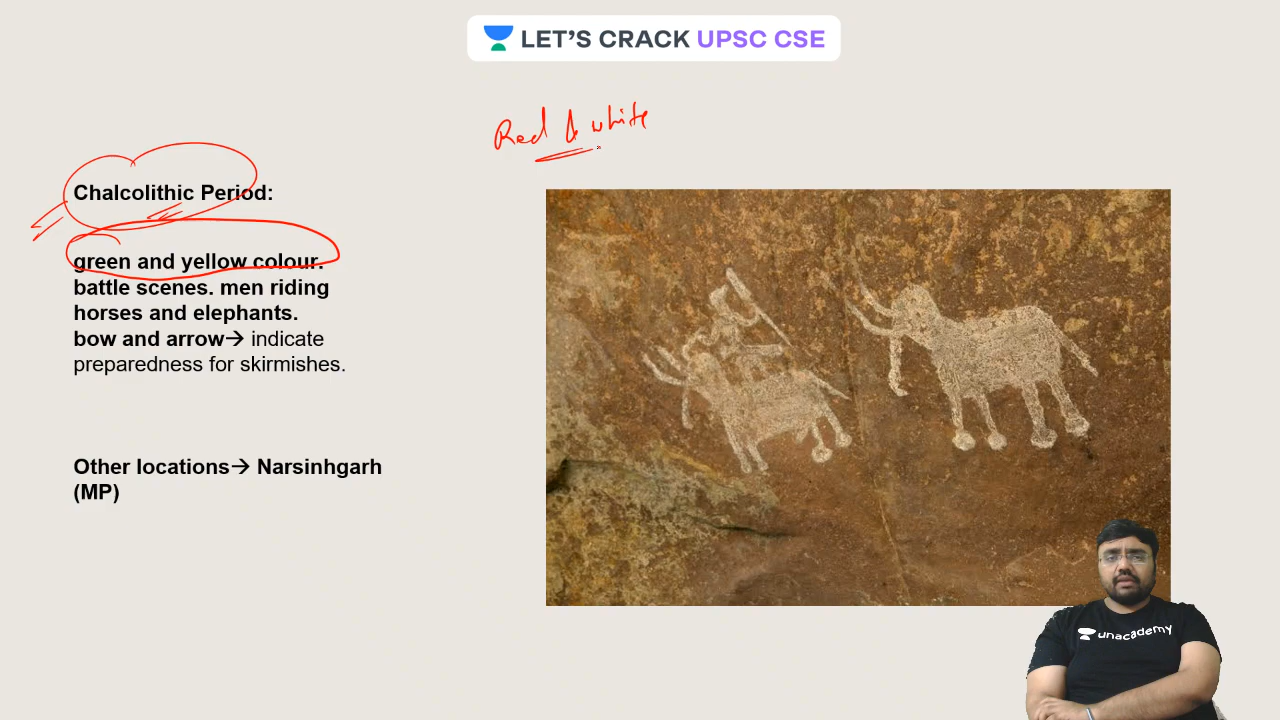 LET'S CRACK UPSC CSE
Red & white
Chalcolithic Period:
green and yellow colour.
battle scenes. men riding
horses and elephants.
bow and arrow→ indicate
preparedness for skirmishes.
Other locations→ Narsinhgarh
(MP)
unacademy